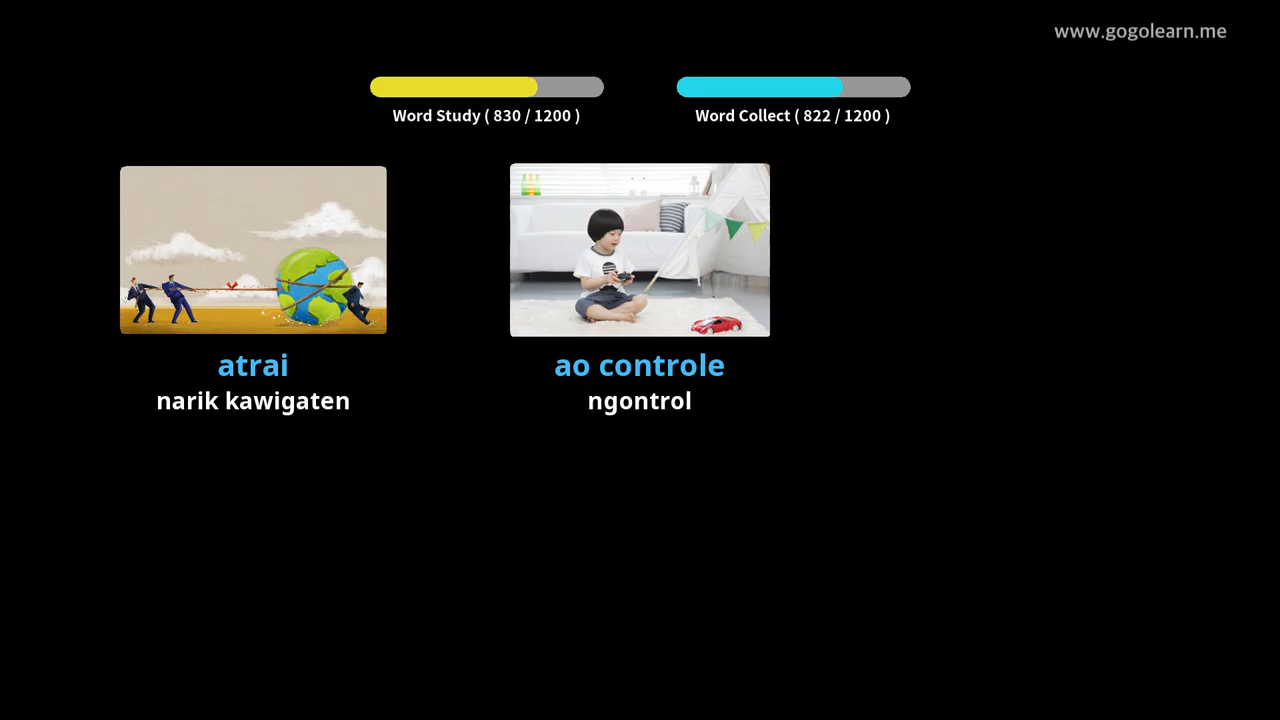 www.gogolearn.me
Word Study ( 830 / 1200 )
Word Collect ( 822 / 1200 )
atrai
narik kawigaten
ao controle
ngontrol